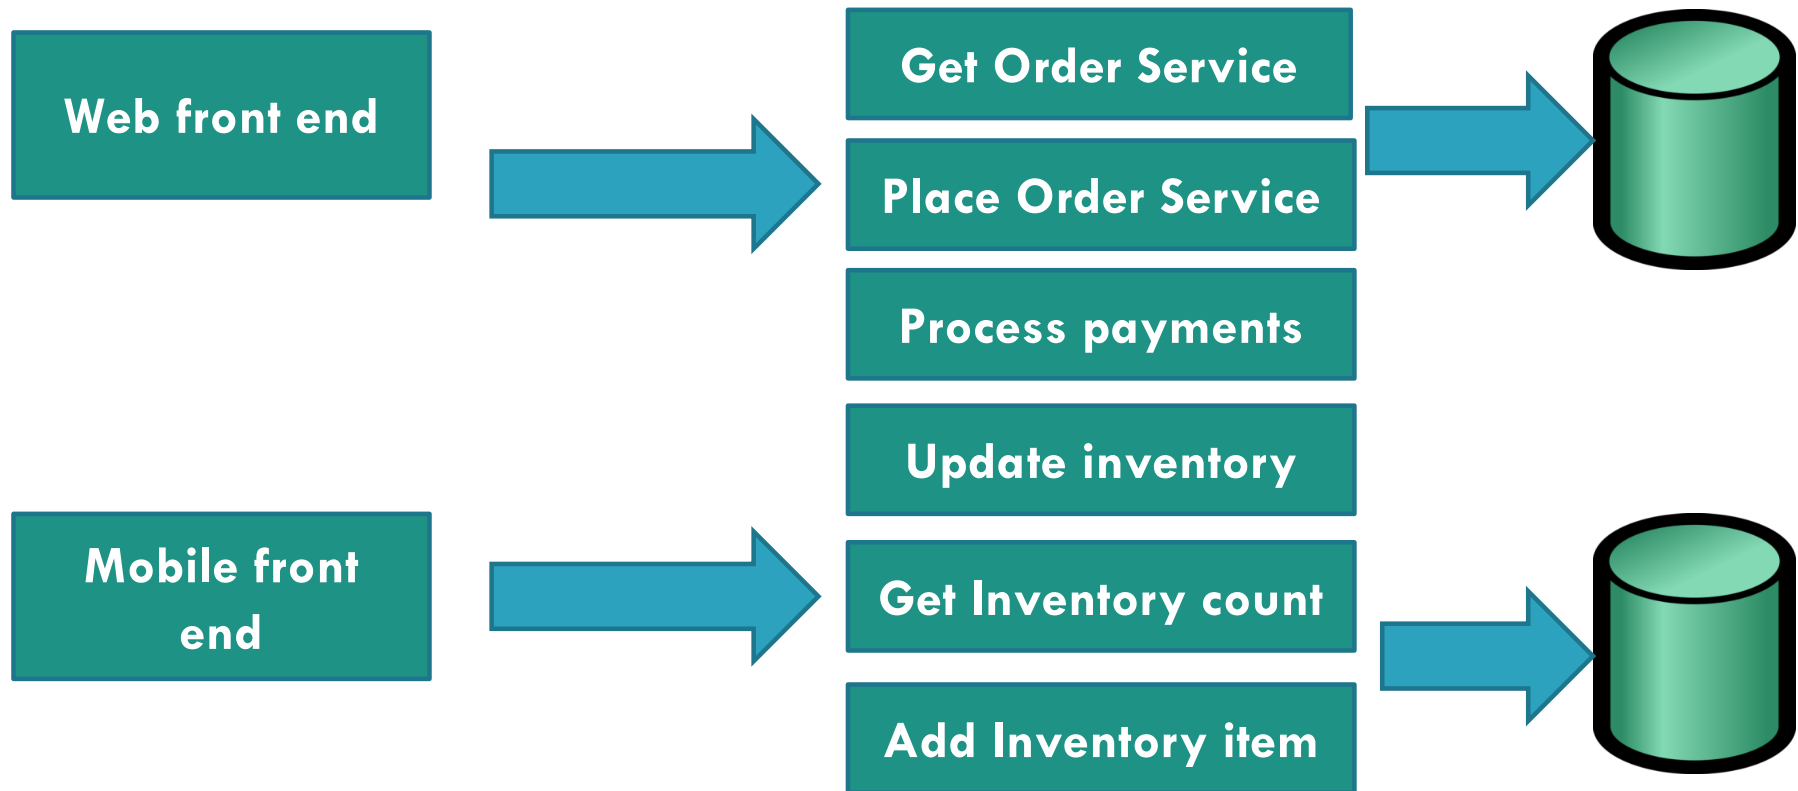 Web front end
Get Order Service
Place Order Service
Process payments
Update inventory
Mobile front
end
Get Inventory count
Add Inventory item